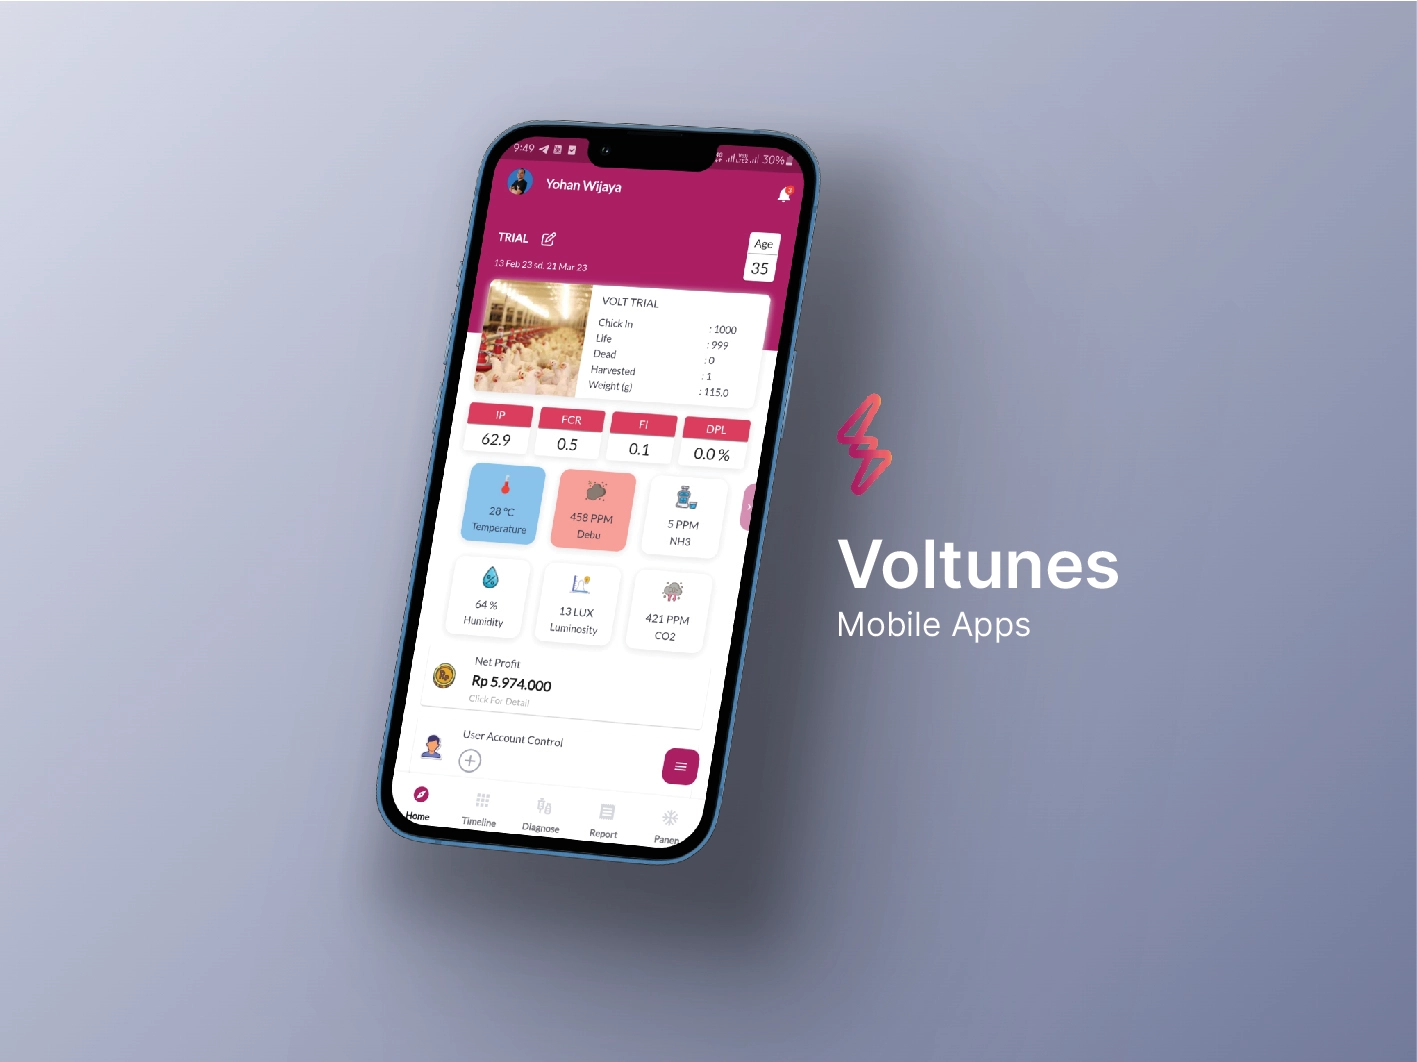 9:49
30%
Yohan Wijaya
TRIAL
Age
35
13 Feb 23 sd. 21 Mar 23
VOLT TRIAL
Chick In : 1000
Life : 999
Dead : 0
Harvested : 1
Weight (g) : 115.0
IP FCR FI DPL
62.9 0.5 0.1 0.0 %
28 °C
Temperature
458 PPM
Debu
5 PPM
NH3
64 %
Humidity
13 LUX
Luminosity
421 PPM
CO2
Net Profit
Rp 5.974.000
Click For Detail
User Account Control
Home Timeline Diagnose Report Panen
Voltunes
Mobile Apps